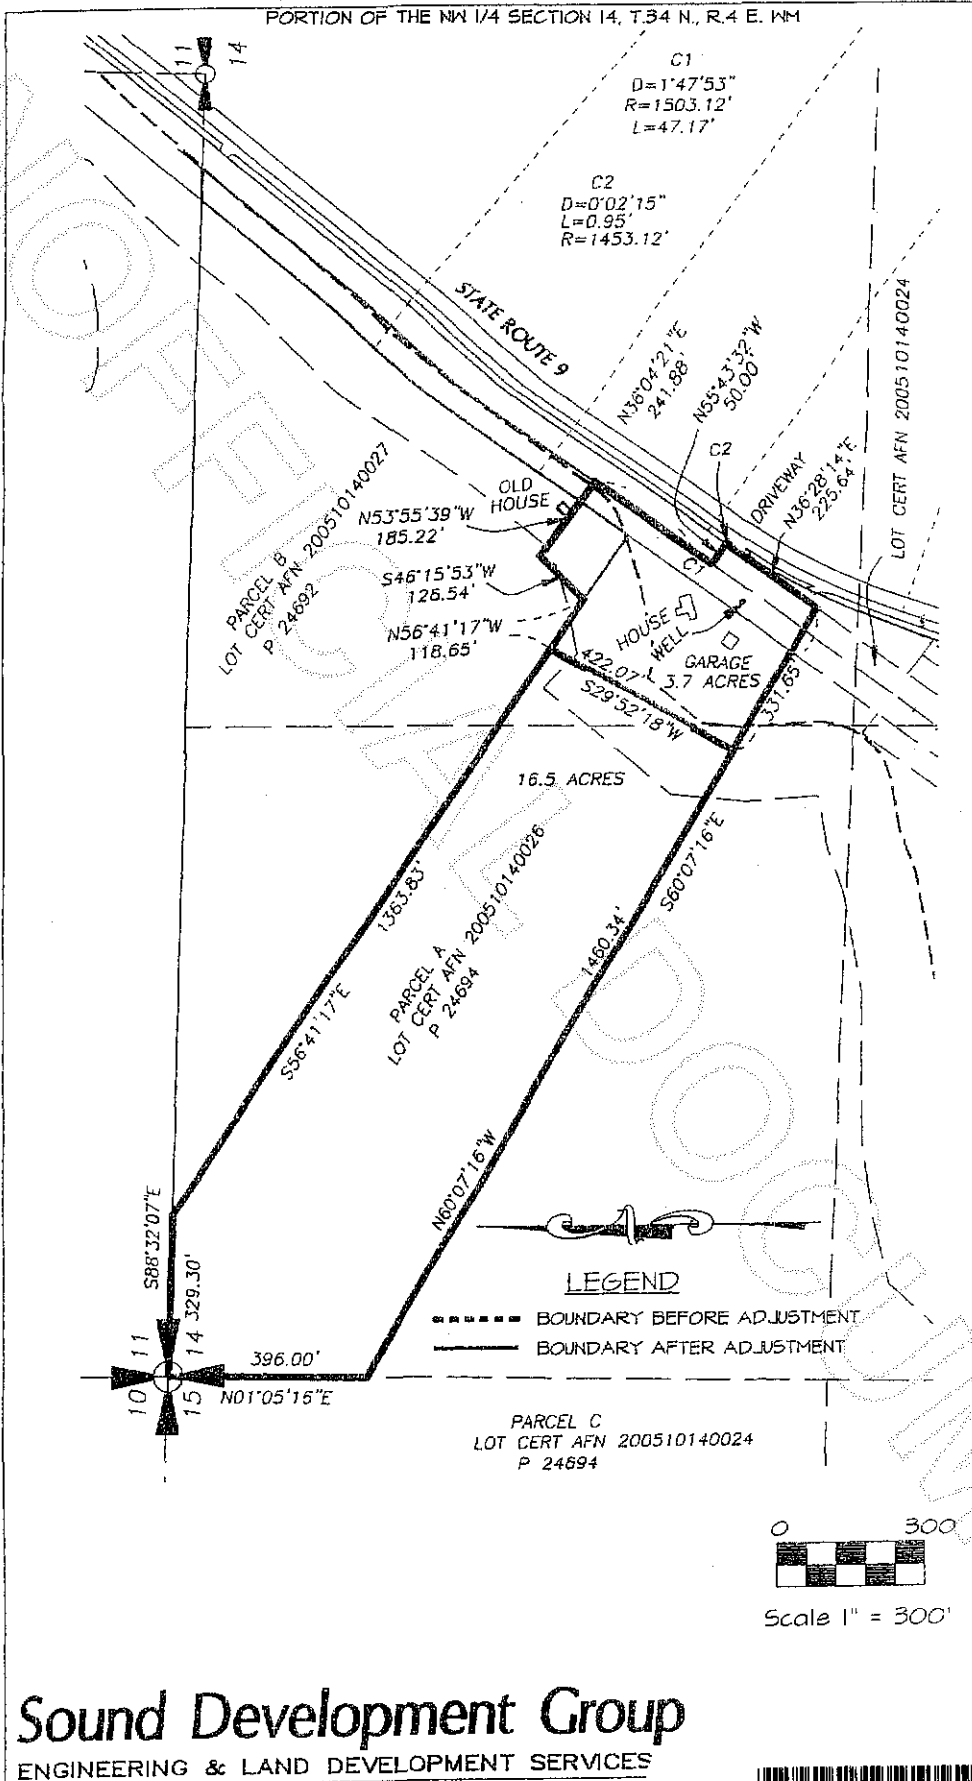 PORTION OF THE NW 1/4 SECTION 14, T.34 N., R.4 E. WM
11
14
C1
D=1°47'53"
R=1503.12'
L=47.17'
C2
D=0°02'15"
L=0.95'
R=1453.12'
STATE ROUTE 9
N36°04'21"E
241.88'
N55°43'32"W
50.00'
C2
DRIVEWAY
N36°28'14"E
225.64'
LOT CERT AFN 200510140024
OLD
HOUSE
N53°55'39"W
185.22'
S46°15'53"W
126.54'
N56°41'17"W
118.65'
PARCEL B
LOT CERT AFN 200510140027
P 24692
C1
HOUSE
WELL
GARAGE
3.7 ACRES
422.07'
S29°52'18"W
331.65'
16.5 ACRES
S60°07'16"E
1363.83'
1460.34'
PARCEL A
LOT CERT AFN 200510140026
P 24694
S56°41'17"E
N60°07'16"W
S88°32'07"E
329.30'
LEGEND
BOUNDARY BEFORE ADJUSTMENT
BOUNDARY AFTER ADJUSTMENT
11
14
10
15
396.00'
N01°05'15"E
PARCEL C
LOT CERT AFN 200510140024
P 24694
0 300
Scale 1" = 300'
Sound Development Group
ENGINEERING & LAND DEVELOPMENT SERVICES
UNOFFICIAL DOCUM